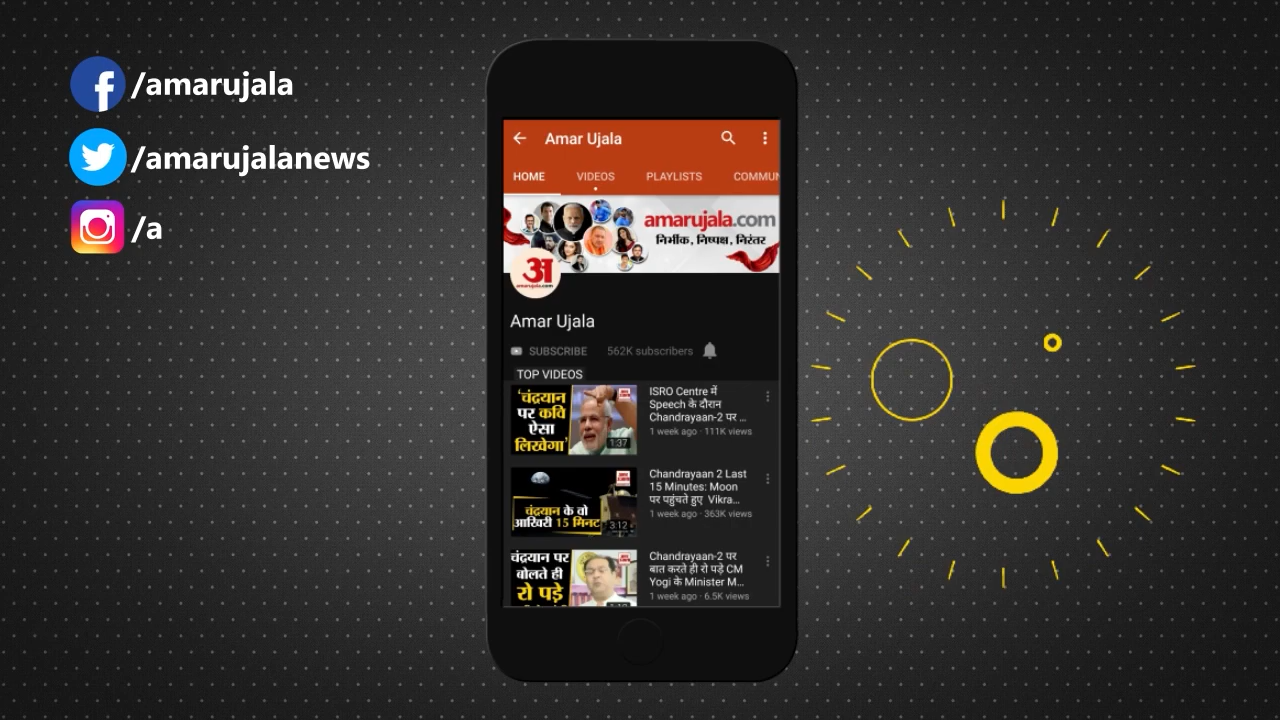 /amarujala
/amarujalanews
/a
Amar Ujala
HOME VIDEOS PLAYLISTS COMMUN
amarujala.com
निर्भीक, निष्पक्ष, निरंतर
अ
amarujala.com
Amar Ujala
SUBSCRIBE 562K subscribers
TOP VIDEOS
'चंद्रयान
पर कवि
ऐसा
लिखेगा'
1:37
ISRO Centre में
Speech के दौरान
Chandrayaan-2 पर ...
1 week ago · 111K views
चंद्रयान के वो
आखिरी 15 मिनट
3:12
Chandrayaan 2 Last
15 Minutes: Moon
पर पहुंचते हुए Vikra...
1 week ago · 363K views
चंद्रयान पर
बोलते ही
रो पड़े
Chandrayaan-2 पर
बात करते ही रो पड़े CM
Yogi के Minister M...
1 week ago · 6.5K views